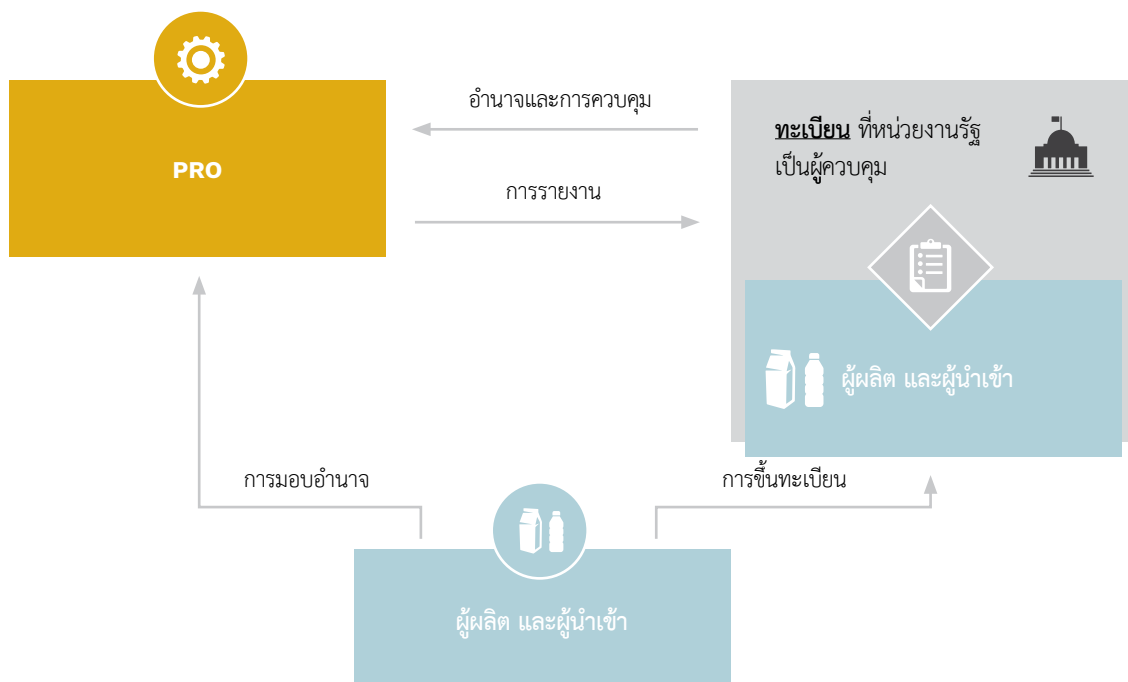 PRO
อำนาจและการควบคุม
การรายงาน
ทะเบียน ที่หน่วยงานรัฐ
เป็นผู้ควบคุม
ผู้ผลิต และผู้นำเข้า
การมอบอำนาจ
การขึ้นทะเบียน
ผู้ผลิต และผู้นำเข้า